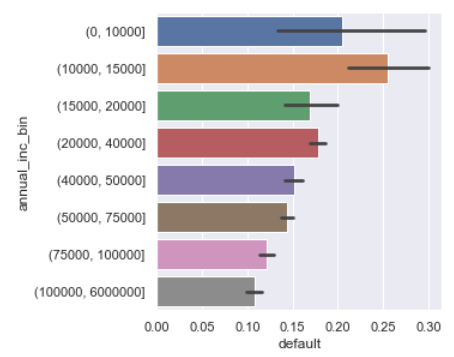 (0, 10000]
(10000, 15000]
(15000, 20000]
(20000, 40000]
(40000, 50000]
(50000, 75000]
(75000, 100000]
(100000, 6000000]
annual_inc_bin
0.00 0.05 0.10 0.15 0.20 0.25 0.30
default